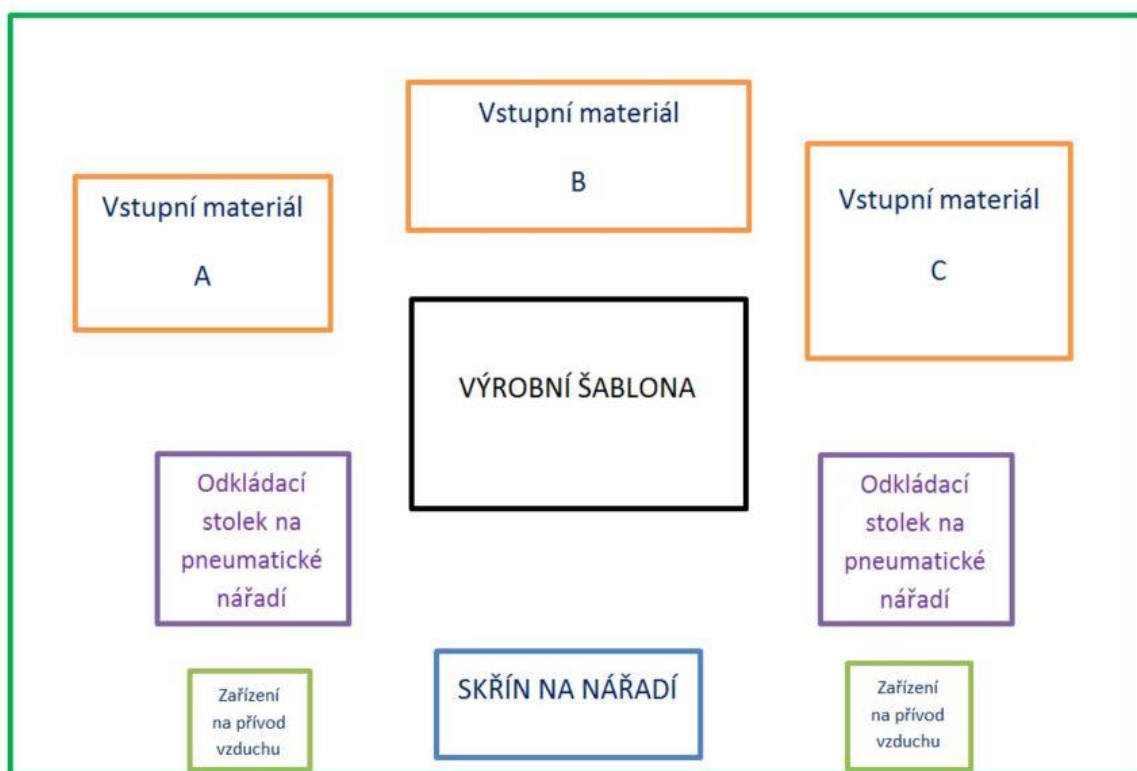 Vstupní materiál
B
Vstupní materiál
A
Vstupní materiál
C
VÝROBNÍ ŠABLONA
Odkládací
stolek na
pneumatické
nářadí
Odkládací
stolek na
pneumatické
nářadí
Zařízení
na přívod
vzduchu
SKŘÍN NA NÁŘADÍ
Zařízení
na přívod
vzduchu